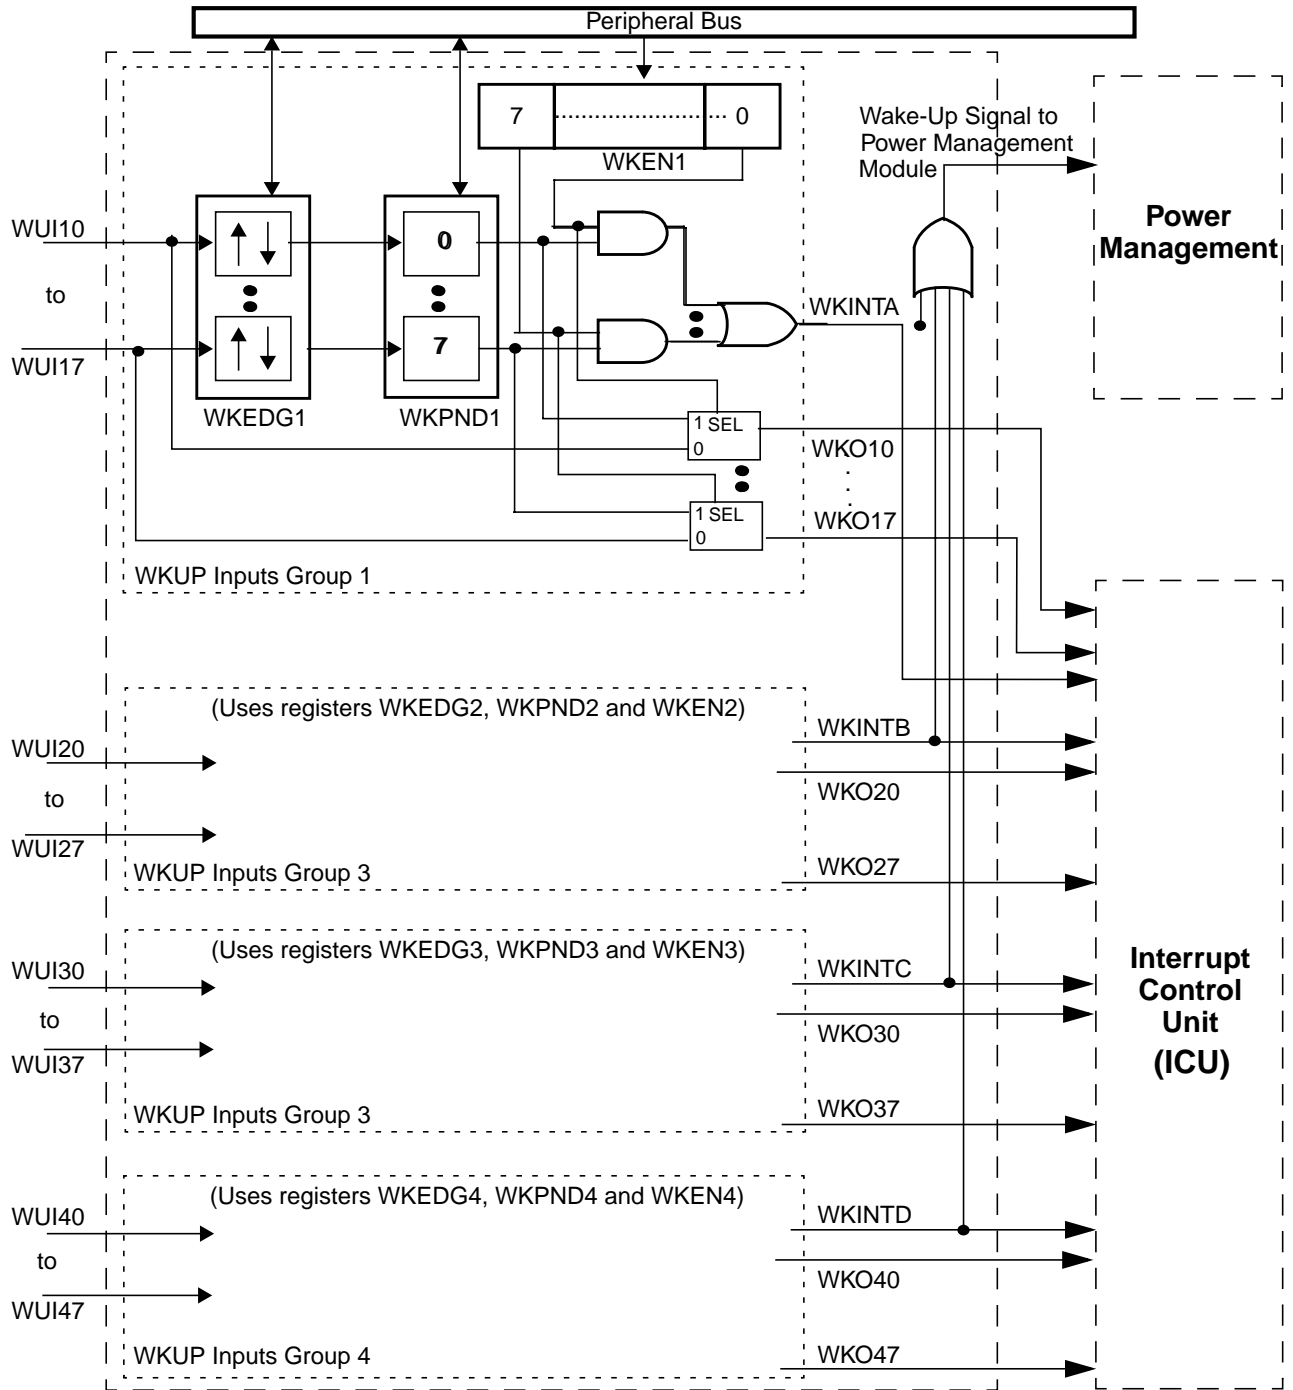 Peripheral Bus
7 0
WKEN1
Wake-Up Signal to
Power Management
Module
Power
Management
WUI10
to
WUI17
0
7
WKEDG1
WKPND1
WKINTA
1 SEL
0
WKO10
1 SEL
0
WKO17
WKUP Inputs Group 1
(Uses registers WKEDG2, WKPND2 and WKEN2)
WUI20
to
WUI27
WKINTB
WKO20
WKO27
WKUP Inputs Group 3
(Uses registers WKEDG3, WKPND3 and WKEN3)
WUI30
to
WUI37
WKINTC
WKO30
WKO37
WKUP Inputs Group 3
Interrupt
Control
Unit
(ICU)
(Uses registers WKEDG4, WKPND4 and WKEN4)
WUI40
to
WUI47
WKINTD
WKO40
WKO47
WKUP Inputs Group 4